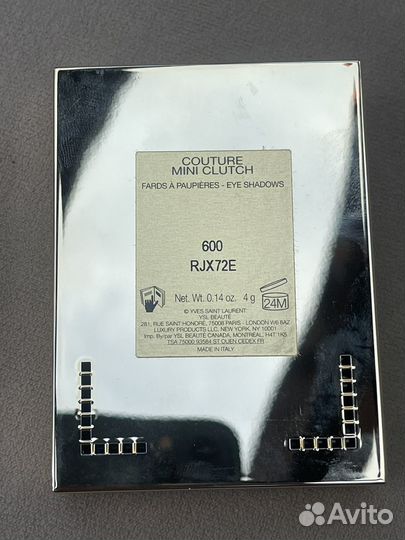 COUTURE
MINI CLUTCH
FARDS À PAUPIÈRES - EYE SHADOWS
600
RJX72E
Net. Wt. 0.14 oz. 4 g
24M
© YVES SAINT LAURENT
YSL BEAUTÉ
281, RUE SAINT HONORÉ, 75008 PARIS - LONDON W6 8AZ
LUXURY PRODUCTS LLC, NEW YORK, NY 10001
Imp. By/par YSL BEAUTÉ CANADA, MONTRÉAL, H4T 1K5
TSA 75000 93584 ST OUEN CEDEX FR
MADE IN ITALY
Avito